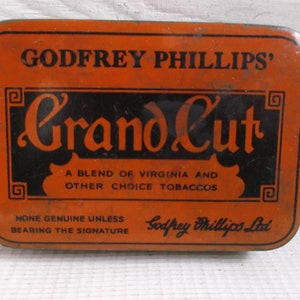 GODFREY PHILLIPS'
Grand Cut
A BLEND OF VIRGINIA AND
OTHER CHOICE TOBACCOS
NONE GENUINE UNLESS
BEARING THE SIGNATURE
Godfrey Phillips Ltd